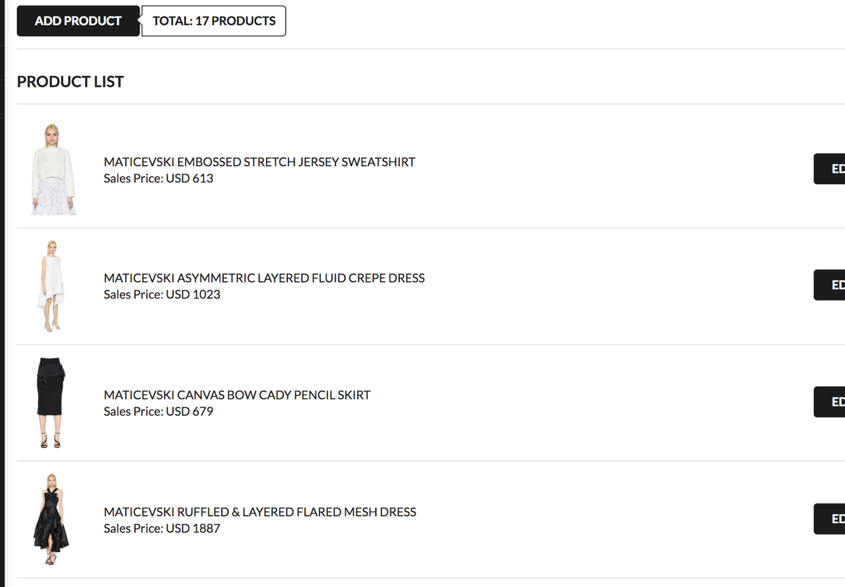 ADD PRODUCT
TOTAL: 17 PRODUCTS
PRODUCT LIST
MATICEVSKI EMBOSSED STRETCH JERSEY SWEATSHIRT
Sales Price: USD 613
ED
MATICEVSKI ASYMMETRIC LAYERED FLUID CREPE DRESS
Sales Price: USD 1023
ED
MATICEVSKI CANVAS BOW CADY PENCIL SKIRT
Sales Price: USD 679
ED
MATICEVSKI RUFFLED & LAYERED FLARED MESH DRESS
Sales Price: USD 1887
ED